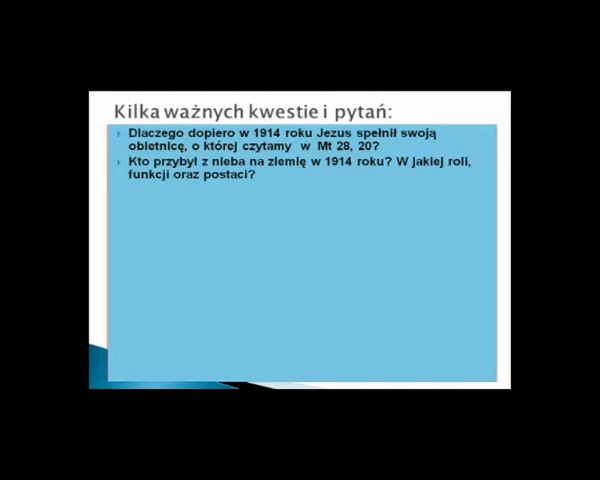 Kilka ważnych kwestie i pytań:
Dlaczego dopiero w 1914 roku Jezus spełnił swoją
obietnicę, o której czytamy w Mt 28, 20?
Kto przybył z nieba na ziemię w 1914 roku? W jakiej roli,
funkcji oraz postaci?